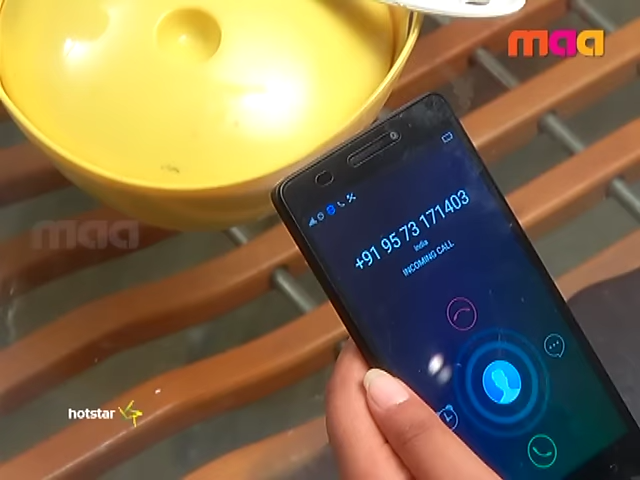 maa
+91 95 73 171403
India
INCOMING CALL
maa
hotstar